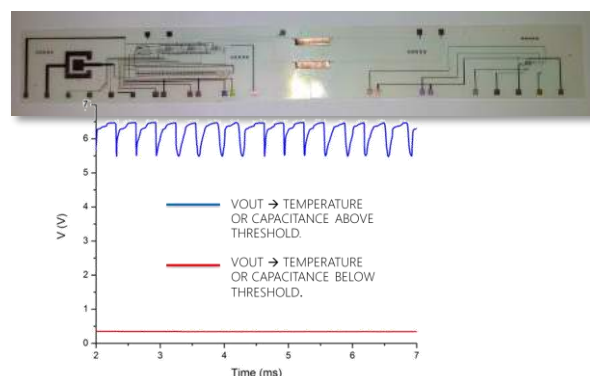 7
6
5
4
3
2
1
0
V (V)
VOUT → TEMPERATURE
OR CAPACITANCE ABOVE
THRESHOLD.
VOUT → TEMPERATURE
OR CAPACITANCE BELOW
THRESHOLD.
2 3 4 5 6 7
Time (ms)